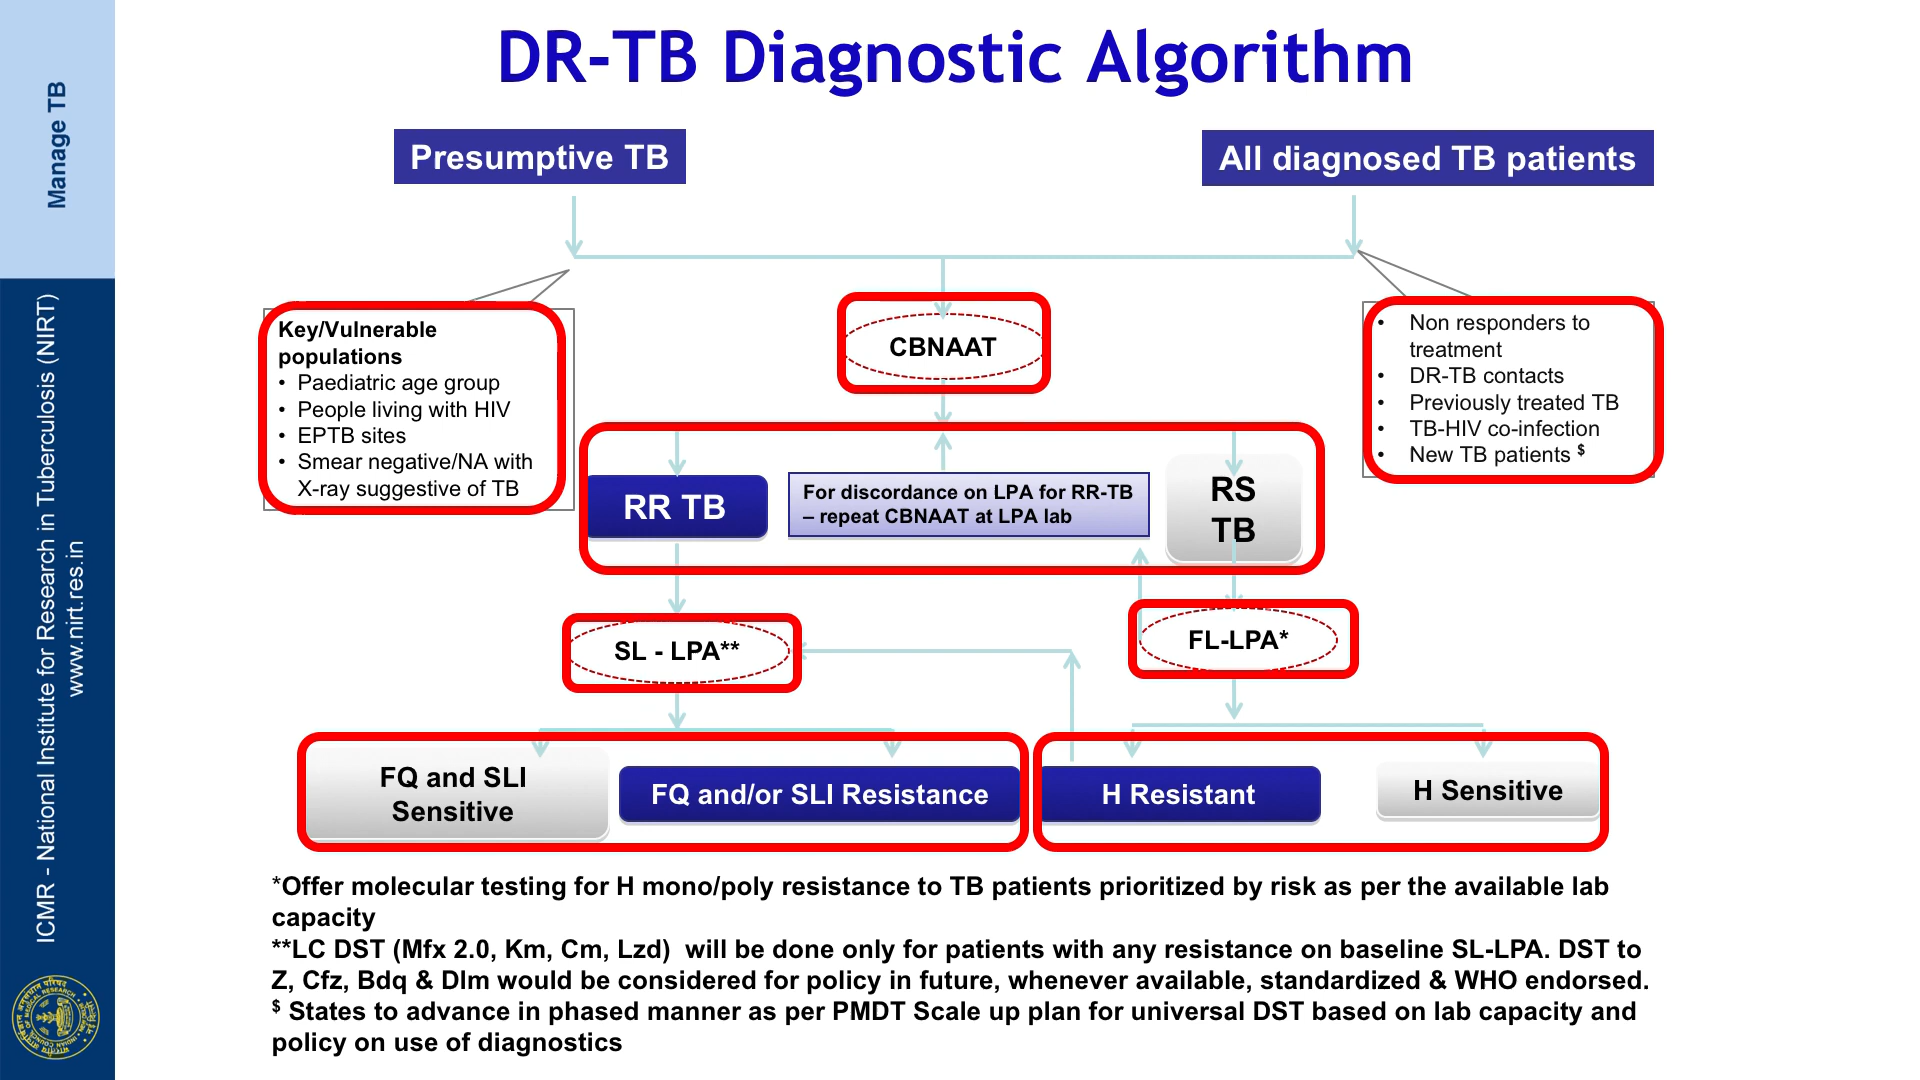 DR-TB Diagnostic Algorithm
Manage TB
ICMR - National Institute for Research in Tuberculosis (NIRT)
www.nirt.res.in
Presumptive TB
All diagnosed TB patients
Key/Vulnerable
populations
• Paediatric age group
• People living with HIV
• EPTB sites
• Smear negative/NA with
X-ray suggestive of TB
CBNAAT
• Non responders to
treatment
• DR-TB contacts
• Previously treated TB
• TB-HIV co-infection
• New TB patients $
RR TB
For discordance on LPA for RR-TB
– repeat CBNAAT at LPA lab
RS
TB
SL - LPA**
FL-LPA*
FQ and SLI
Sensitive
FQ and/or SLI Resistance
H Resistant
H Sensitive
*Offer molecular testing for H mono/poly resistance to TB patients prioritized by risk as per the available lab
capacity
**LC DST (Mfx 2.0, Km, Cm, Lzd) will be done only for patients with any resistance on baseline SL-LPA. DST to
Z, Cfz, Bdq & Dlm would be considered for policy in future, whenever available, standardized & WHO endorsed.
$ States to advance in phased manner as per PMDT Scale up plan for universal DST based on lab capacity and
policy on use of diagnostics